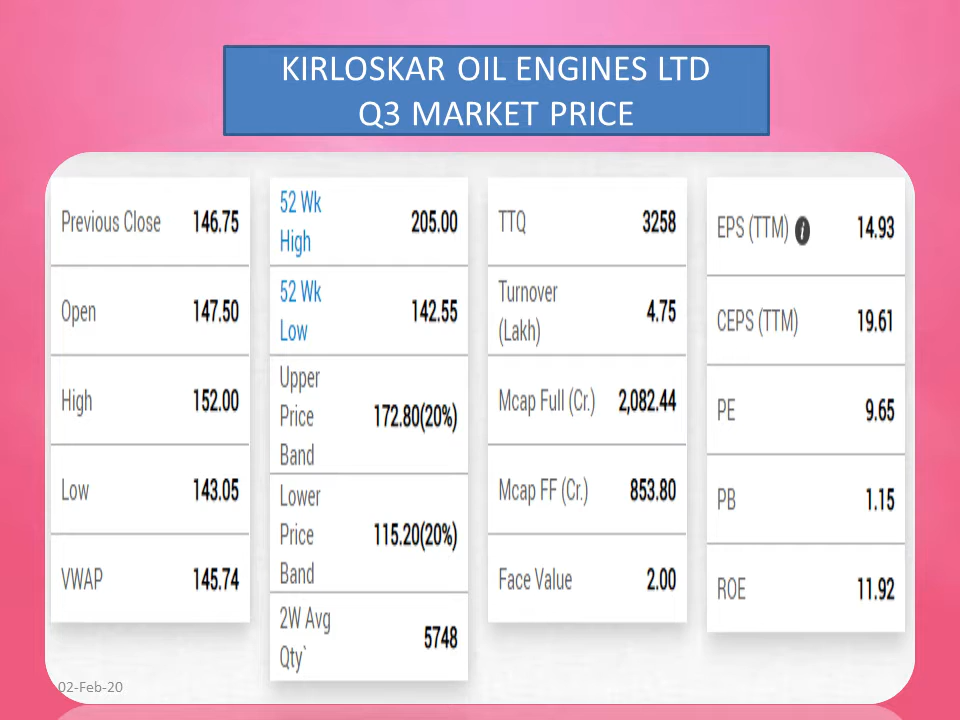 KIRLOSKAR OIL ENGINES LTD
Q3 MARKET PRICE
Previous Close 146.75
Open 147.50
High 152.00
Low 143.05
VWAP 145.74
52 Wk
High 205.00
52 Wk
Low 142.55
Upper
Price 172.80(20%)
Band
Lower
Price 115.20(20%)
Band
2W Avg
Qty` 5748
TTQ 3258
Turnover
(Lakh) 4.75
Mcap Full (Cr.) 2,082.44
Mcap FF (Cr.) 853.80
Face Value 2.00
EPS (TTM) i 14.93
CEPS (TTM) 19.61
PE 9.65
PB 1.15
ROE 11.92
02-Feb-20